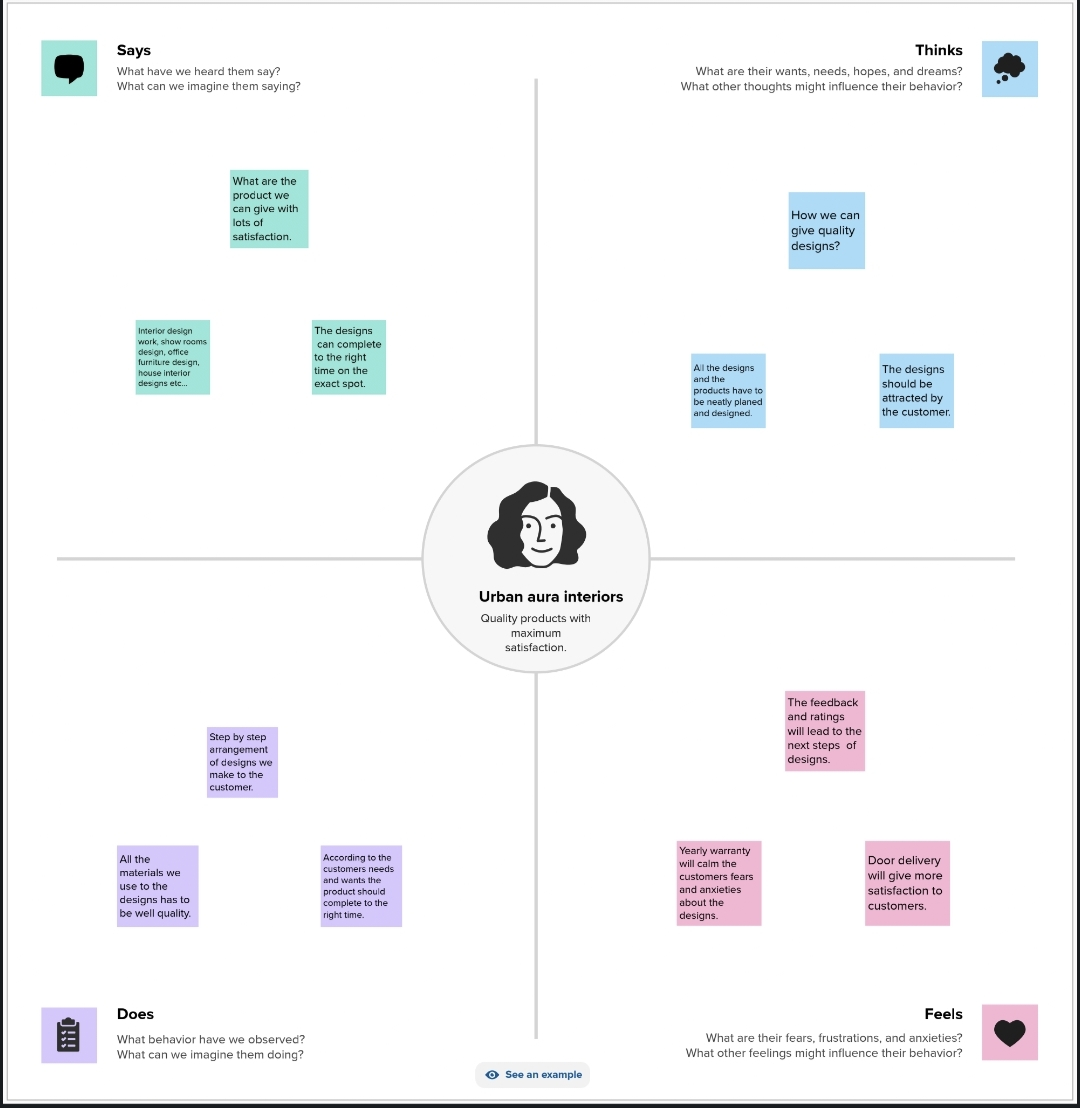 Says
What have we heard them say?
What can we imagine them saying?
Thinks
What are their wants, needs, hopes, and dreams?
What other thoughts might influence their behavior?
What are the
product we
can give with
lots of
satisfaction.
How we can
give quality
designs?
Interior design
work, show rooms
design, office
furniture design,
house interior
designs etc...
The designs
can complete
to the right
time on the
exact spot.
All the designs
and the
products have to
be neatly planed
and designed.
The designs
should be
attracted by
the customer.
Urban aura interiors
Quality products with
maximum
satisfaction.
Step by step
arrangement
of designs we
make to the
customer.
The feedback
and ratings
will lead to the
next steps of
designs.
All the
materials we
use to the
designs has to
be well quality.
According to the
customers needs
and wants the
product should
complete to the
right time.
Yearly warranty
will calm the
customers fears
and anxieties
about the
designs.
Door delivery
will give more
satisfaction to
customers.
Does
What behavior have we observed?
What can we imagine them doing?
Feels
What are their fears, frustrations, and anxieties?
What other feelings might influence their behavior?
See an example